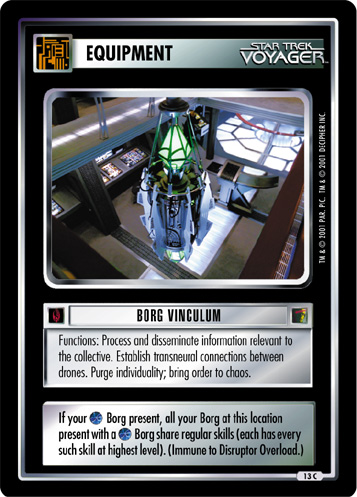 EQUIPMENT
STAR TREK
VOYAGER
TM & © 2001 PAR. PIC. TM & © 2001 DECIPHER INC.
BORG VINCULUM
Functions: Process and disseminate information relevant to
the collective. Establish transneural connections between
drones. Purge individuality; bring order to chaos.
If your Borg present, all your Borg at this location
present with a Borg share regular skills (each has every
such skill at highest level). (Immune to Disruptor Overload.)
13 C